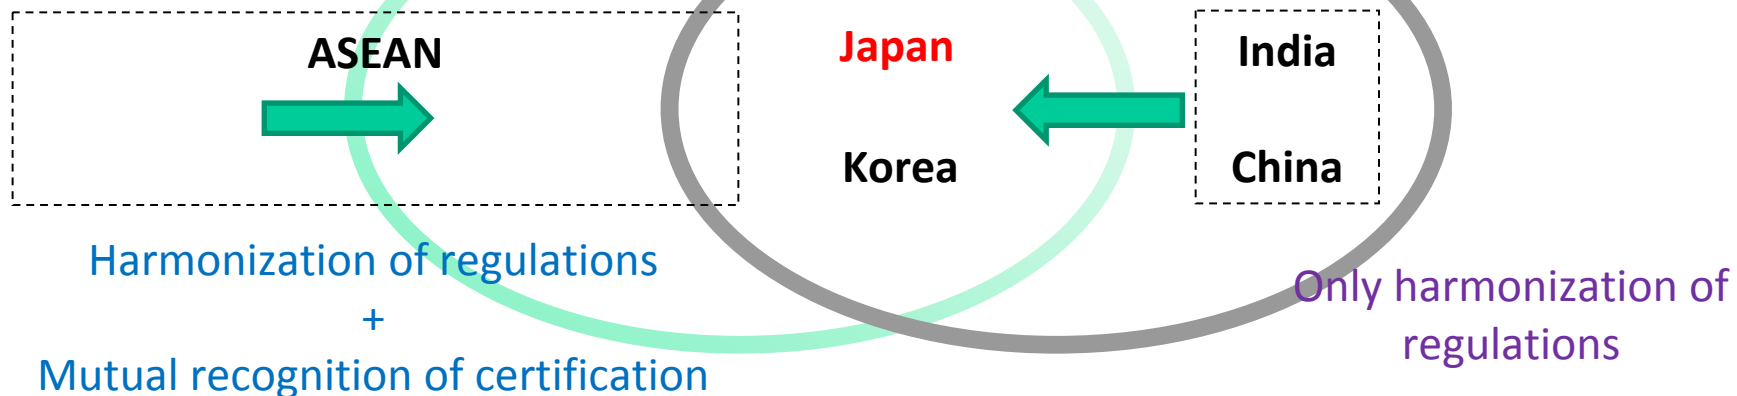 ASEAN
Japan
India
Korea
China
Harmonization of regulations
+
Mutual recognition of certification
Only harmonization of
regulations